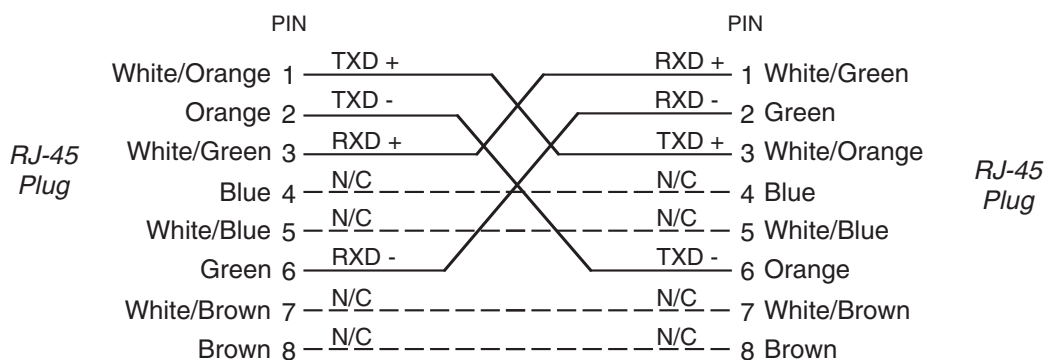 PIN PIN
White/Orange 1 TXD + RXD + 1 White/Green
Orange 2 TXD - RXD - 2 Green
White/Green 3 RXD + TXD + 3 White/Orange
RJ-45 Plug
Blue 4 N/C N/C 4 Blue
RJ-45 Plug
White/Blue 5 N/C N/C 5 White/Blue
Green 6 RXD - TXD - 6 Orange
White/Brown 7 N/C N/C 7 White/Brown
Brown 8 N/C N/C 8 Brown